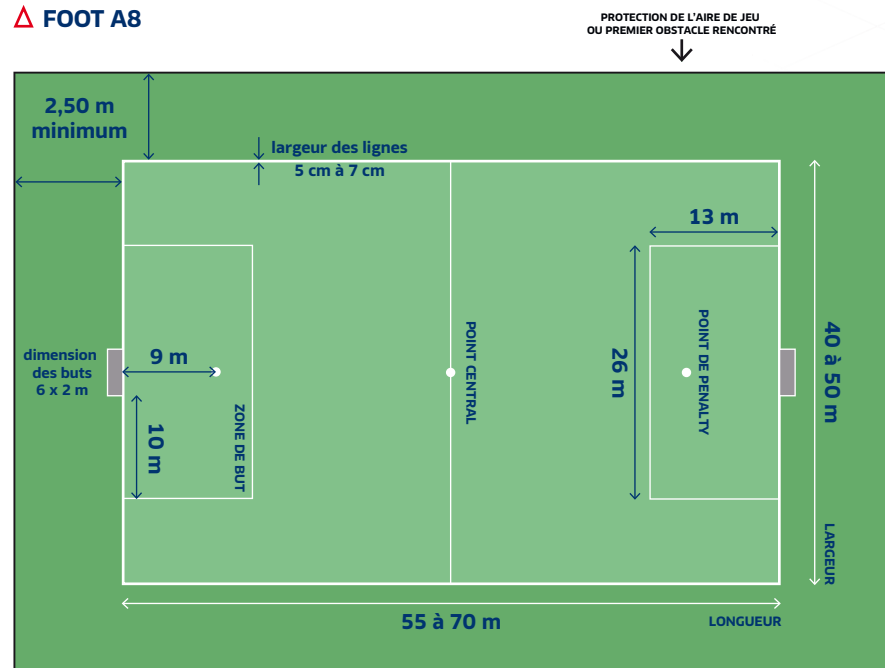 FOOT A8
PROTECTION DE L'AIRE DE JEU
OU PREMIER OBSTACLE RENCONTRÉ
2,50 m
minimum
largeur des lignes
5 cm à 7 cm
13 m
dimension
des buts
6 x 2 m
9 m
10 m
ZONE DE BUT
POINT CENTRAL
26 m
POINT DE PENALTY
40 à 50 m
LARGEUR
55 à 70 m
LONGUEUR